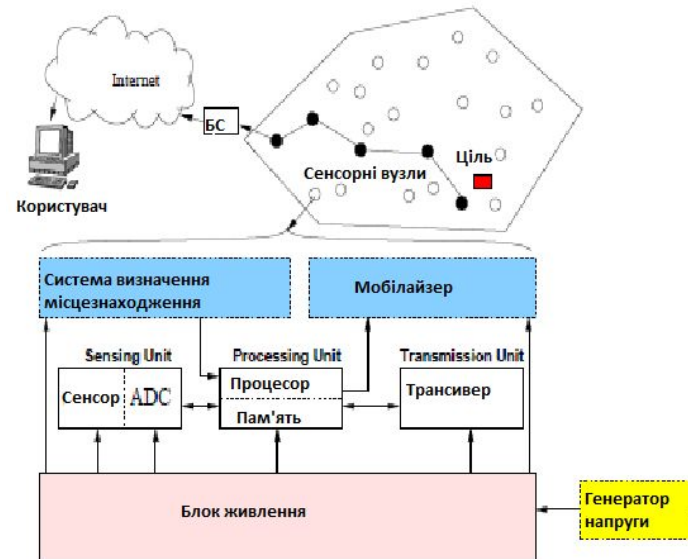 Internet
БС
Ціль
Сенсорні вузли
Користувач
Система визначення
місцезнаходження
Мобілайзер
Sensing Unit
Processing Unit
Transmission Unit
Сенсор
ADC
Процесор
Пам'ять
Трансивер
Блок живлення
Генератор
напруги